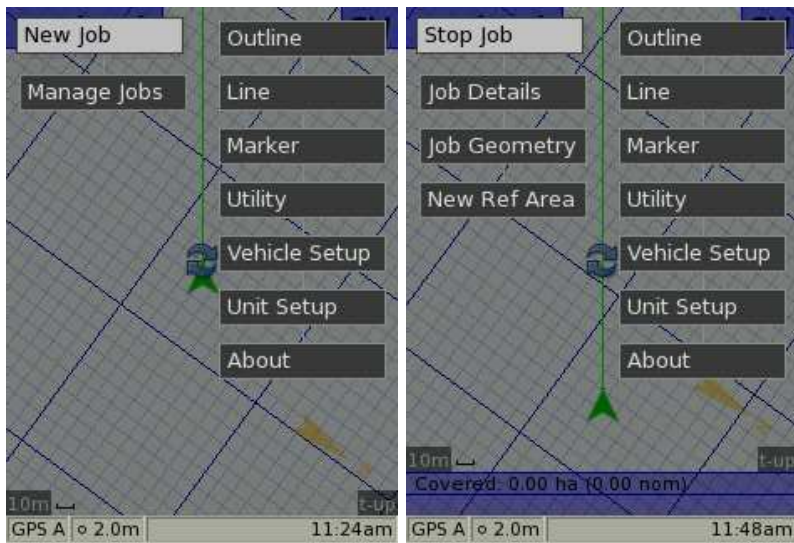 New Job
Manage Jobs
Outline
Line
Marker
Utility
Vehicle Setup
Unit Setup
About
10m
t-up
GPS A 2.0m 11:24am
Stop Job
Job Details
Job Geometry
New Ref Area
Outline
Line
Marker
Utility
Vehicle Setup
Unit Setup
About
10m
t-up
Covered: 0.00 ha (0.00 nom)
GPS A 2.0m 11:48am